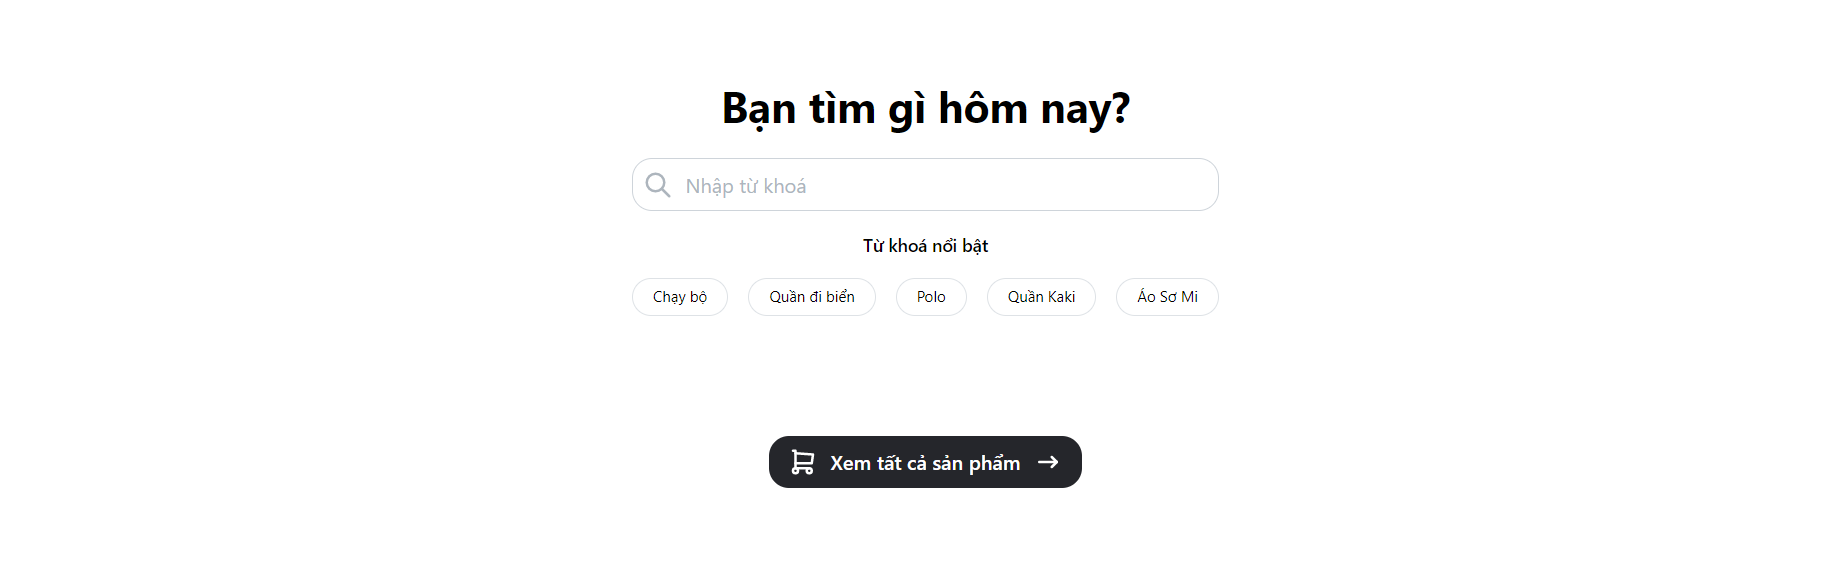 Bạn tìm gì hôm nay?
Nhập từ khoá
Từ khoá nổi bật
Chạy bộ Quần đi biển Polo Quần Kaki Áo Sơ Mi
Xem tất cả sản phẩm